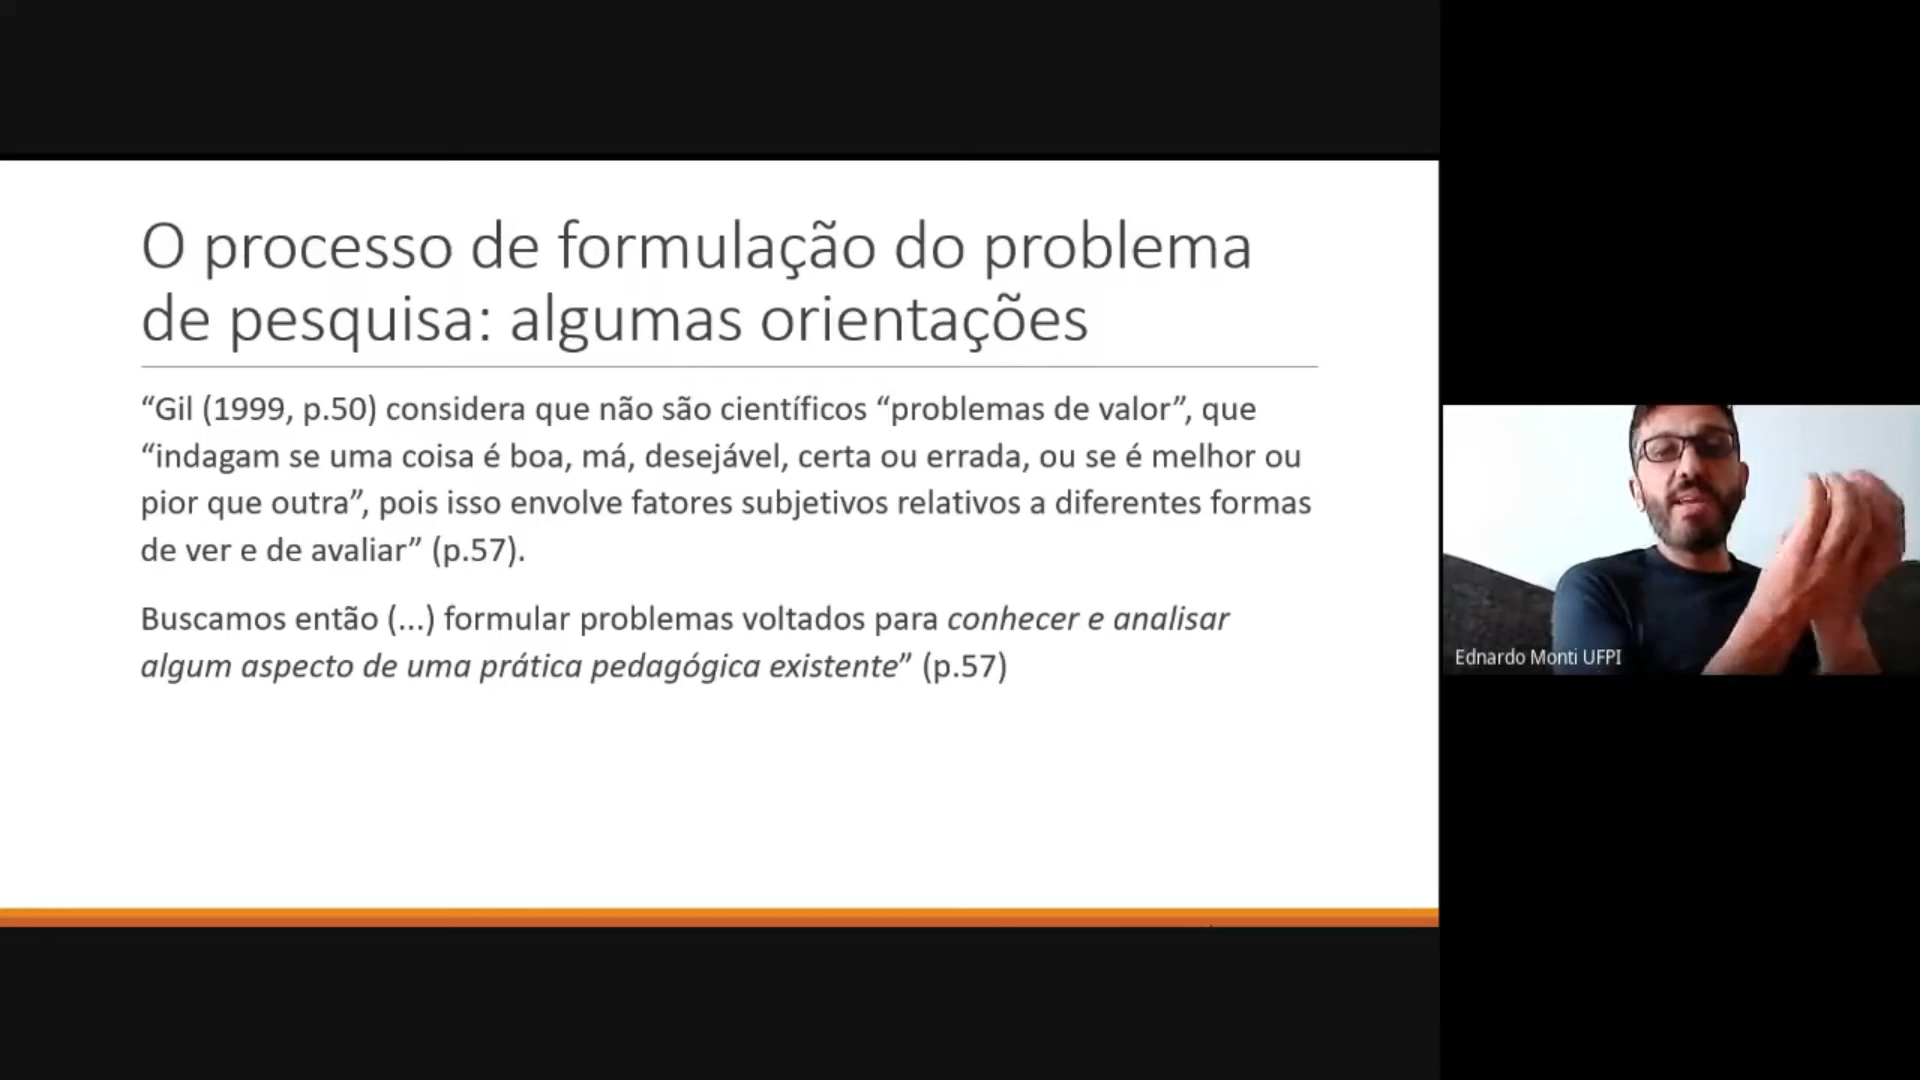 O processo de formulação do problema
de pesquisa: algumas orientações
“Gil (1999, p.50) considera que não são científicos “problemas de valor”, que
“indagam se uma coisa é boa, má, desejável, certa ou errada, ou se é melhor ou
pior que outra”, pois isso envolve fatores subjetivos relativos a diferentes formas
de ver e de avaliar” (p.57).
Buscamos então (...) formular problemas voltados para conhecer e analisar
algum aspecto de uma prática pedagógica existente” (p.57)
Ednardo Monti UFPI